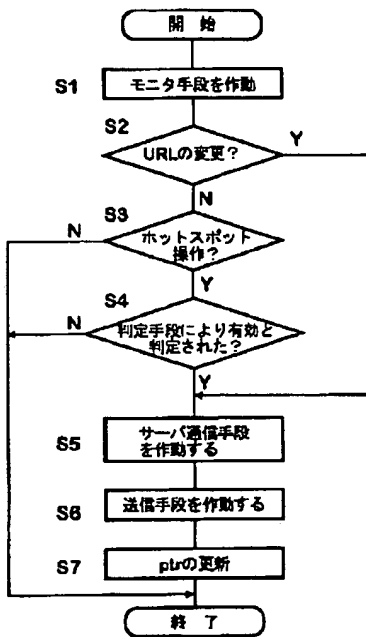 開 始
S1
モニタ手段を作動
S2
URLの変更？
Y
N
S3
N
ホットスポット
操作？
Y
S4
N
判定手段により有効と
判定された？
Y
S5
サーバ通信手段
を作動する
S6
送信手段を作動する
S7
ptrの更新
終 了